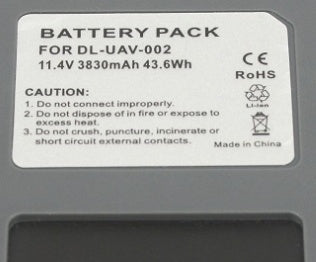 BATTERY PACK
FOR DL-UAV-002
11.4V 3830mAh 43.6Wh
CE
RoHS
CAUTION:
1. Do not connect improperly.
2. Do not dispose of in fire or expose to
excess heat.
3. Do not crush, puncture, incinerate or
short circuit external contacts.
Li-ion
Made in China